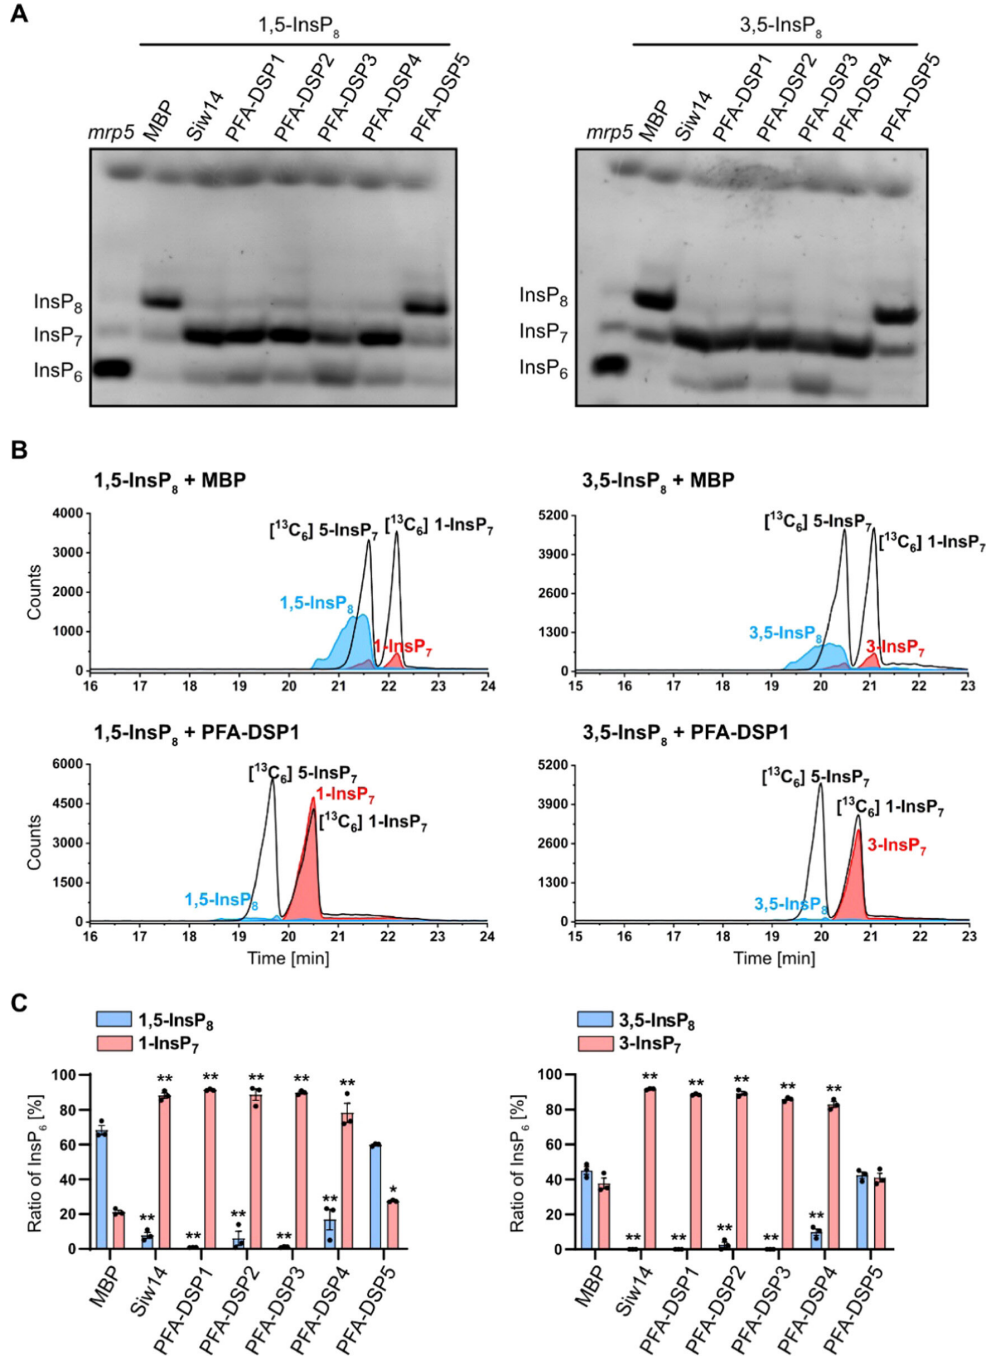 A
1,5-InsP8
mrp5 MBP Siw14 PFA-DSP1 PFA-DSP2 PFA-DSP3 PFA-DSP4 PFA-DSP5
InsP8
InsP7
InsP6
3,5-InsP8
mrp5 MBP Siw14 PFA-DSP1 PFA-DSP2 PFA-DSP3 PFA-DSP4 PFA-DSP5
InsP8
InsP7
InsP6
B
1,5-InsP8 + MBP
Counts
4000
3000
2000
1000
0
[13C6] 5-InsP7 [13C6] 1-InsP7
1,5-InsP8
1-InsP7
16 17 18 19 20 21 22 23 24
3,5-InsP8 + MBP
5200
3900
2600
1300
0
[13C6] 5-InsP7
[13C6] 1-InsP7
3,5-InsP8
3-InsP7
15 16 17 18 19 20 21 22 23
1,5-InsP8 + PFA-DSP1
Counts
6000
4500
3000
1500
0
[13C6] 5-InsP7
1-InsP7
[13C6] 1-InsP7
1,5-InsP8
16 17 18 19 20 21 22 23 24
Time [min]
3,5-InsP8 + PFA-DSP1
5200
3900
2600
1300
0
[13C6] 5-InsP7
[13C6] 1-InsP7
3-InsP7
3,5-InsP8
15 16 17 18 19 20 21 22 23
Time [min]
C
1,5-InsP8
1-InsP7
Ratio of InsP6 [%]
100
80
60
40
20
0
** ** ** ** **
** ** ** ** ** *
MBP Siw14 PFA-DSP1 PFA-DSP2 PFA-DSP3 PFA-DSP4 PFA-DSP5
3,5-InsP8
3-InsP7
Ratio of InsP6 [%]
100
80
60
40
20
0
** ** ** ** **
** ** ** ** **
MBP Siw14 PFA-DSP1 PFA-DSP2 PFA-DSP3 PFA-DSP4 PFA-DSP5